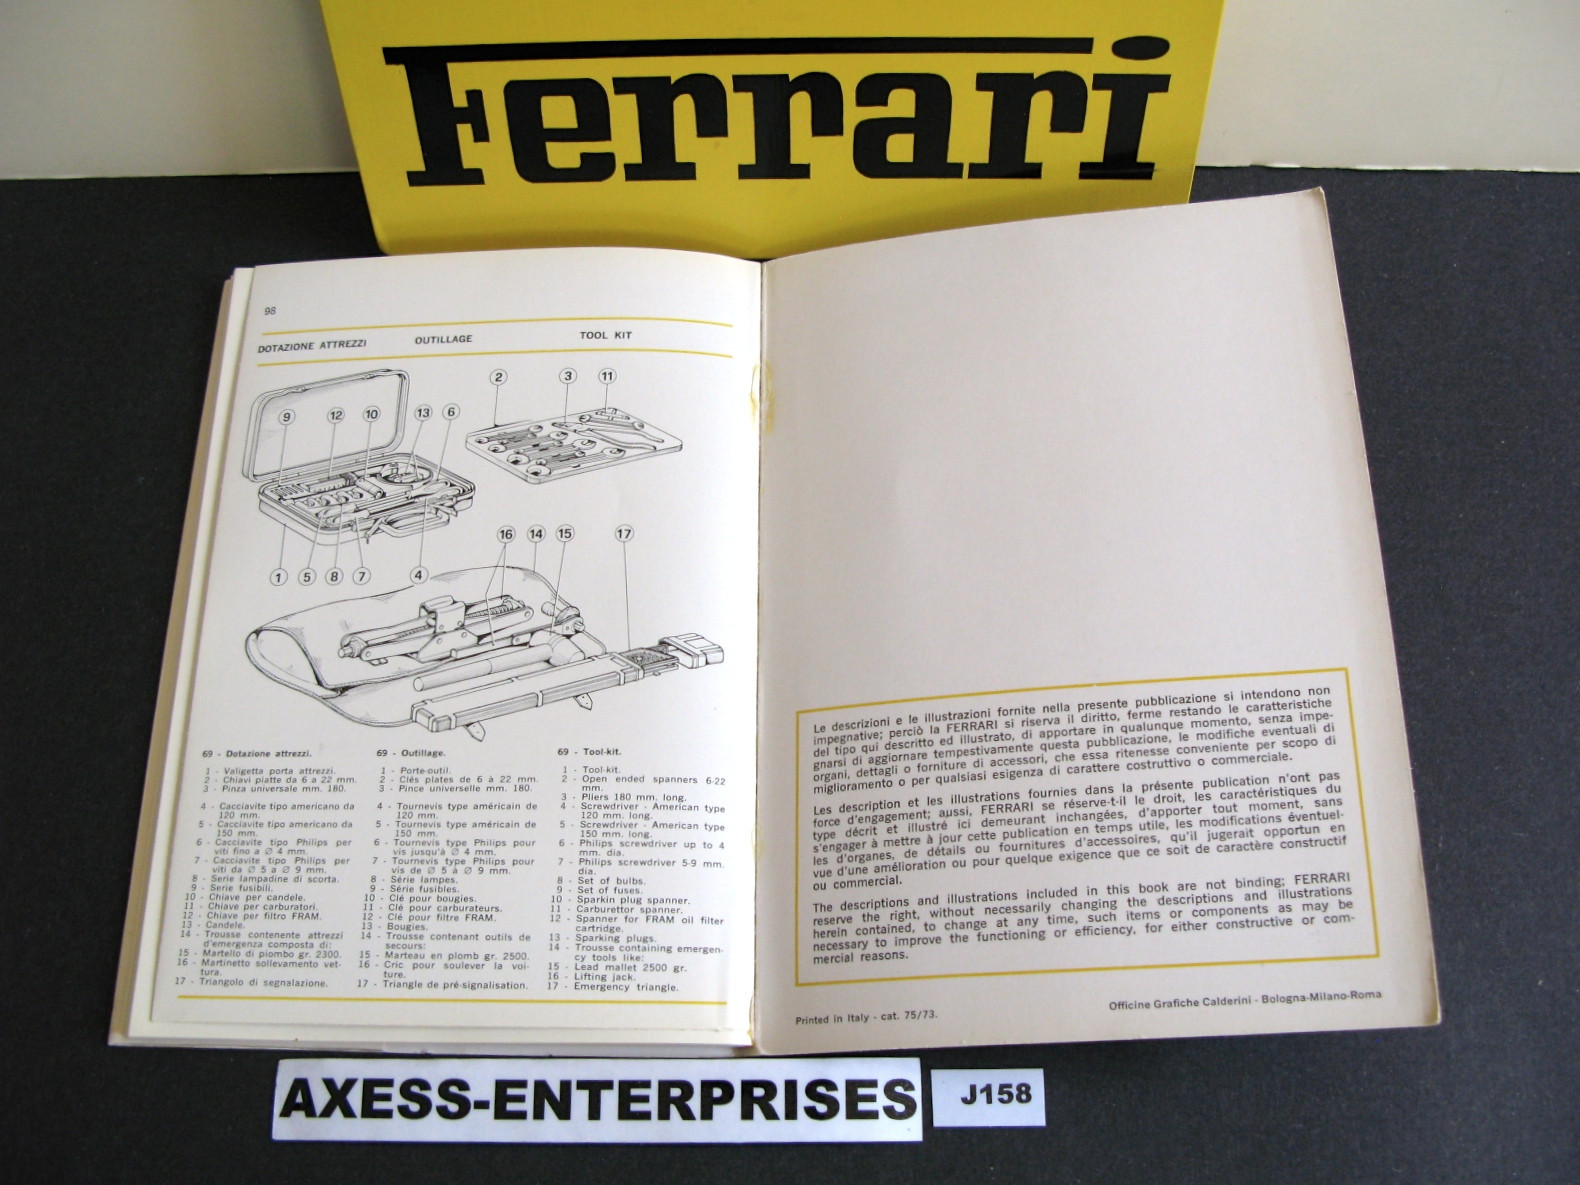 Ferrari
98
DOTAZIONE ATTREZZI
OUTILLAGE
TOOL KIT
2
3
11
9
12
10
13
6
1
5
8
7
4
16
14
15
17
69 - Dotazione attrezzi.
1 - Valigetta porta attrezzi.
2 - Chiavi piatte da 6 a 22 mm.
3 - Pinza universale mm. 180.
4 - Cacciavite tipo americano da
120 mm.
5 - Cacciavite tipo americano da
150 mm.
6 - Cacciavite tipo Philips per
viti fino a ∅ 4 mm.
7 - Cacciavite tipo Philips per
viti da ∅ 5 a ∅ 9 mm.
8 - Serie lampadine di scorta.
9 - Serie fusibili.
10 - Chiave per candele.
11 - Chiave per carburatori.
12 - Chiave per filtro FRAM.
13 - Candele.
14 - Trousse contenente attrezzi
d'emergenza composta di:
15 - Martello di piombo gr. 2300.
16 - Martinetto sollevamento vet-
tura.
17 - Triangolo di segnalazione.
69 - Outillage.
1 - Porte-outil.
2 - Clés plates de 6 à 22 mm.
3 - Pince universelle mm. 180.
4 - Tournevis type américain de
120 mm.
5 - Tournevis type américain de
150 mm.
6 - Tournevis type Philips pour
vis jusqu'à ∅ 4 mm.
7 - Tournevis type Philips pour
vis de ∅ 5 à ∅ 9 mm.
8 - Série lampes.
9 - Série fusibles.
10 - Clé pour bougies.
11 - Clé pour carburateurs.
12 - Clé pour filtre FRAM.
13 - Bougies.
14 - Trousse contenant outils de
secours:
15 - Marteau en plomb gr. 2500.
16 - Cric pour soulever la voi-
ture.
17 - Triangle de pré-signalisation.
69 - Tool-kit.
1 - Tool-kit.
2 - Open ended spanners 6-22
mm.
3 - Pliers 180 mm. long.
4 - Screwdriver - American type
120 mm. long.
5 - Screwdriver - American type
150 mm. long.
6 - Philips screwdriver up to 4
mm. dia.
7 - Philips screwdriver 5-9 mm.
dia.
8 - Set of bulbs.
9 - Set of fuses.
10 - Sparkin plug spanner.
11 - Carburettor spanner.
12 - Spanner for FRAM oil filter
cartridge.
13 - Sparking plugs.
14 - Trousse containing emergen-
cy tools like:
15 - Lead mallet 2500 gr.
16 - Lifting jack.
17 - Emergency triangle.
Le descrizioni e le illustrazioni fornite nella presente pubblicazione si intendono non
impegnative; perciò la FERRARI si riserva il diritto, ferme restando le caratteristiche
del tipo qui descritto ed illustrato, di apportare in qualunque momento, senza impe-
gnarsi di aggiornare tempestivamente questa pubblicazione, le modifiche eventuali di
organi, dettagli o forniture di accessori, che essa ritenesse conveniente per scopo di
miglioramento o per qualsiasi esigenza di carattere costruttivo o commerciale.
Les description et les illustrations fournies dans la présente publication n'ont pas
force d'engagement; aussi, FERRARI se réserve-t-il le droit, les caractéristiques du
type décrit et illustré ici demeurant inchangées, d'apporter tout moment, sans
s'engager à mettre à jour cette publication en temps utile, les modifications éventuel-
les d'organes, de détails ou fournitures d'accessoires, qu'il jugerait opportun en
vue d'une amélioration ou pour quelque exigence que ce soit de caractère constructif
ou commercial.
The descriptions and illustrations included in this book are not binding; FERRARI
reserve the right, without necessarily changing the descriptions and illustrations
herein contained, to change at any time, such items or components as may be
necessary to improve the functioning or efficiency, for either constructive or com-
mercial reasons.
Printed in Italy - cat. 75/73.
Officine Grafiche Calderini - Bologna-Milano-Roma
AXESS-ENTERPRISES
J158